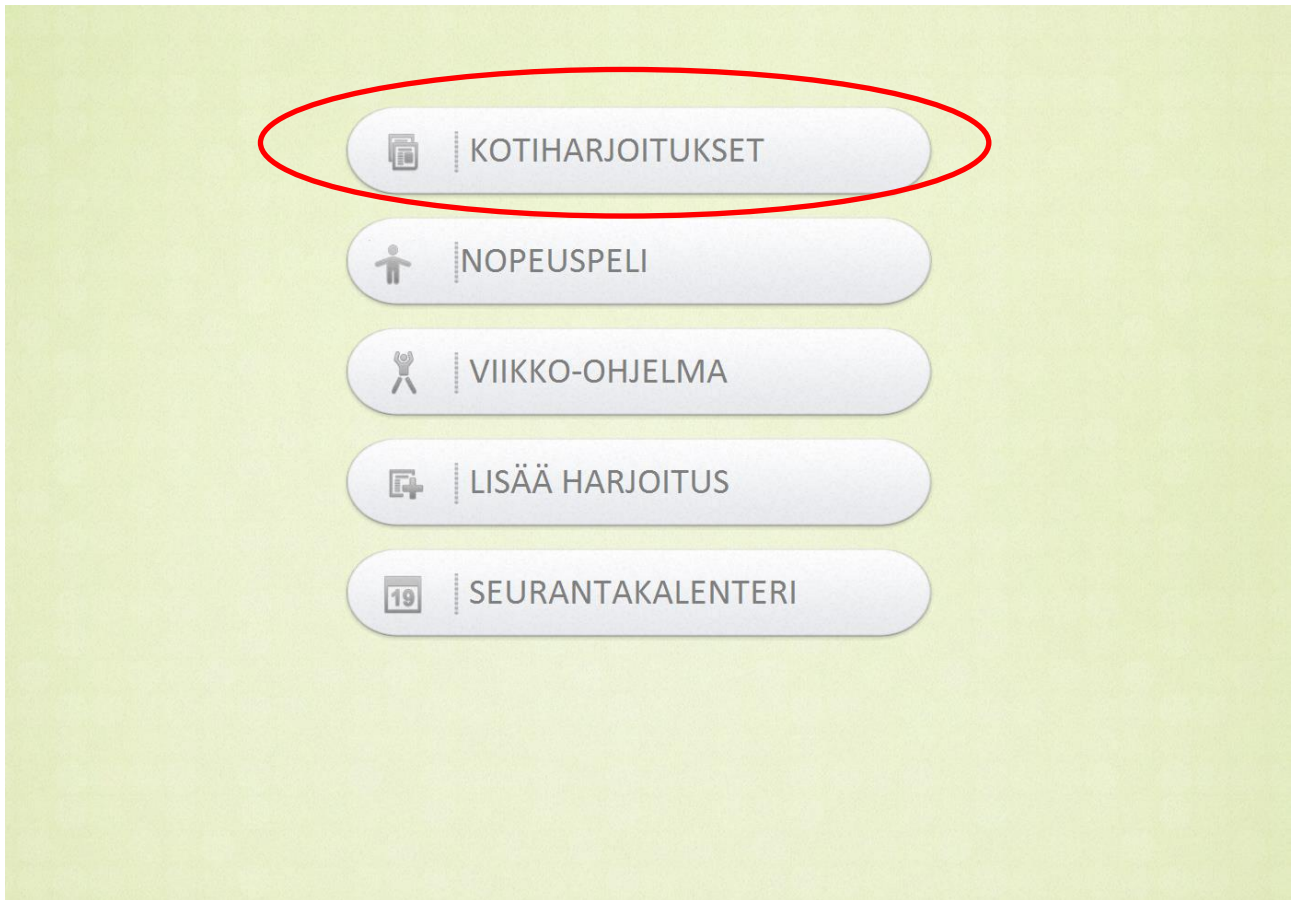 KOTIHARJOITUKSET
NOPEUSPELI
VIIKKO-OHJELMA
LISÄÄ HARJOITUS
19
SEURANTAKALENTERI